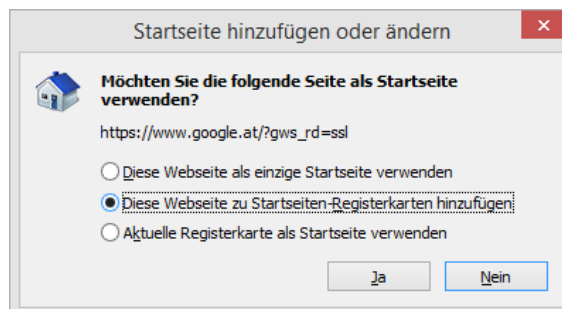 Startseite hinzufügen oder ändern
Möchten Sie die folgende Seite als Startseite
verwenden?
https://www.google.at/?gws_rd=ssl
Diese Webseite als einzige Startseite verwenden
Diese Webseite zu Startseiten-Registerkarten hinzufügen
Aktuelle Registerkarte als Startseite verwenden
Ja Nein